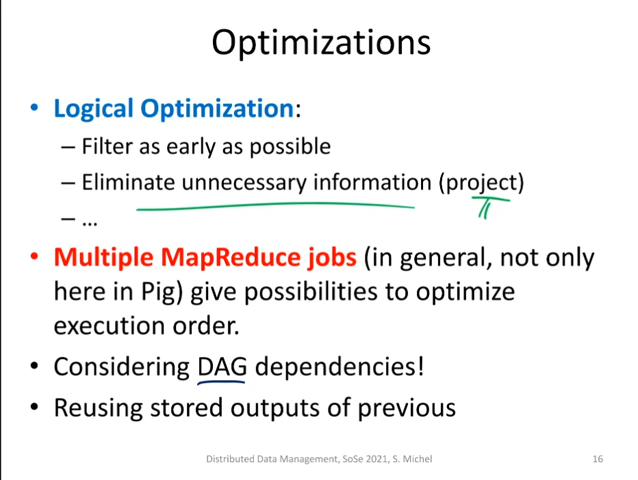 Optimizations
• Logical Optimization:
– Filter as early as possible
– Eliminate unnecessary information (project)
π
– ...
• Multiple MapReduce jobs (in general, not only
here in Pig) give possibilities to optimize
execution order.
• Considering DAG dependencies!
• Reusing stored outputs of previous
Distributed Data Management, SoSe 2021, S. Michel
16